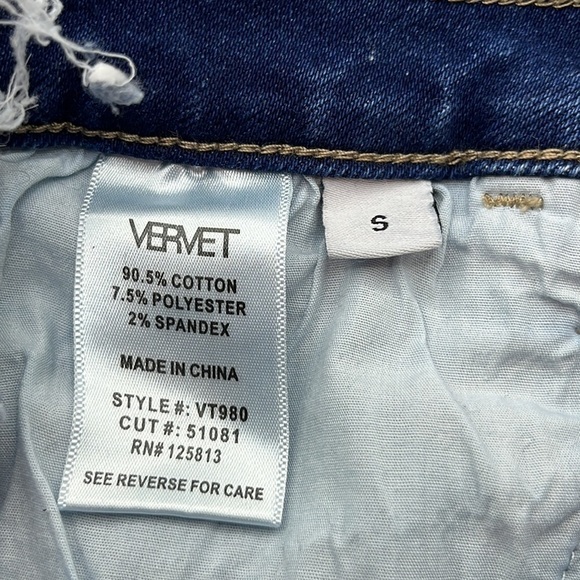 VERVET
90.5% COTTON
7.5% POLYESTER
2% SPANDEX
MADE IN CHINA
STYLE #: VT980
CUT #: 51081
RN# 125813
SEE REVERSE FOR CARE
S